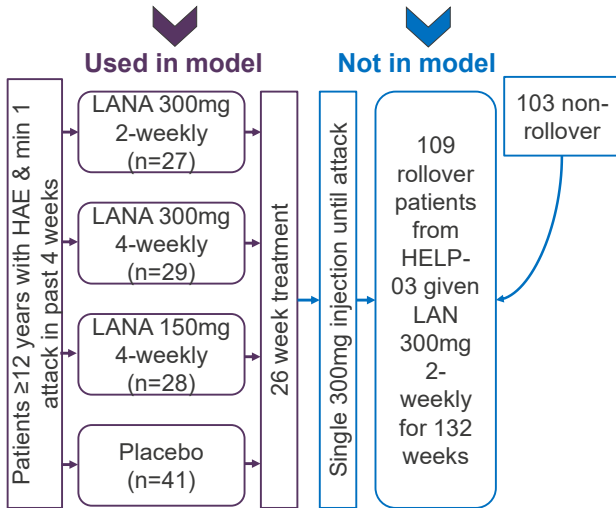 Used in model
Not in model
Patients ≥12 years with HAE & min 1
attack in past 4 weeks
LANA 300mg
2-weekly
(n=27)
LANA 300mg
4-weekly
(n=29)
LANA 150mg
4-weekly
(n=28)
Placebo
(n=41)
26 week treatment
Single 300mg injection until attack
109
rollover
patients
from
HELP-
03 given
LAN
300mg
2-
weekly
for 132
weeks
103 non-
rollover